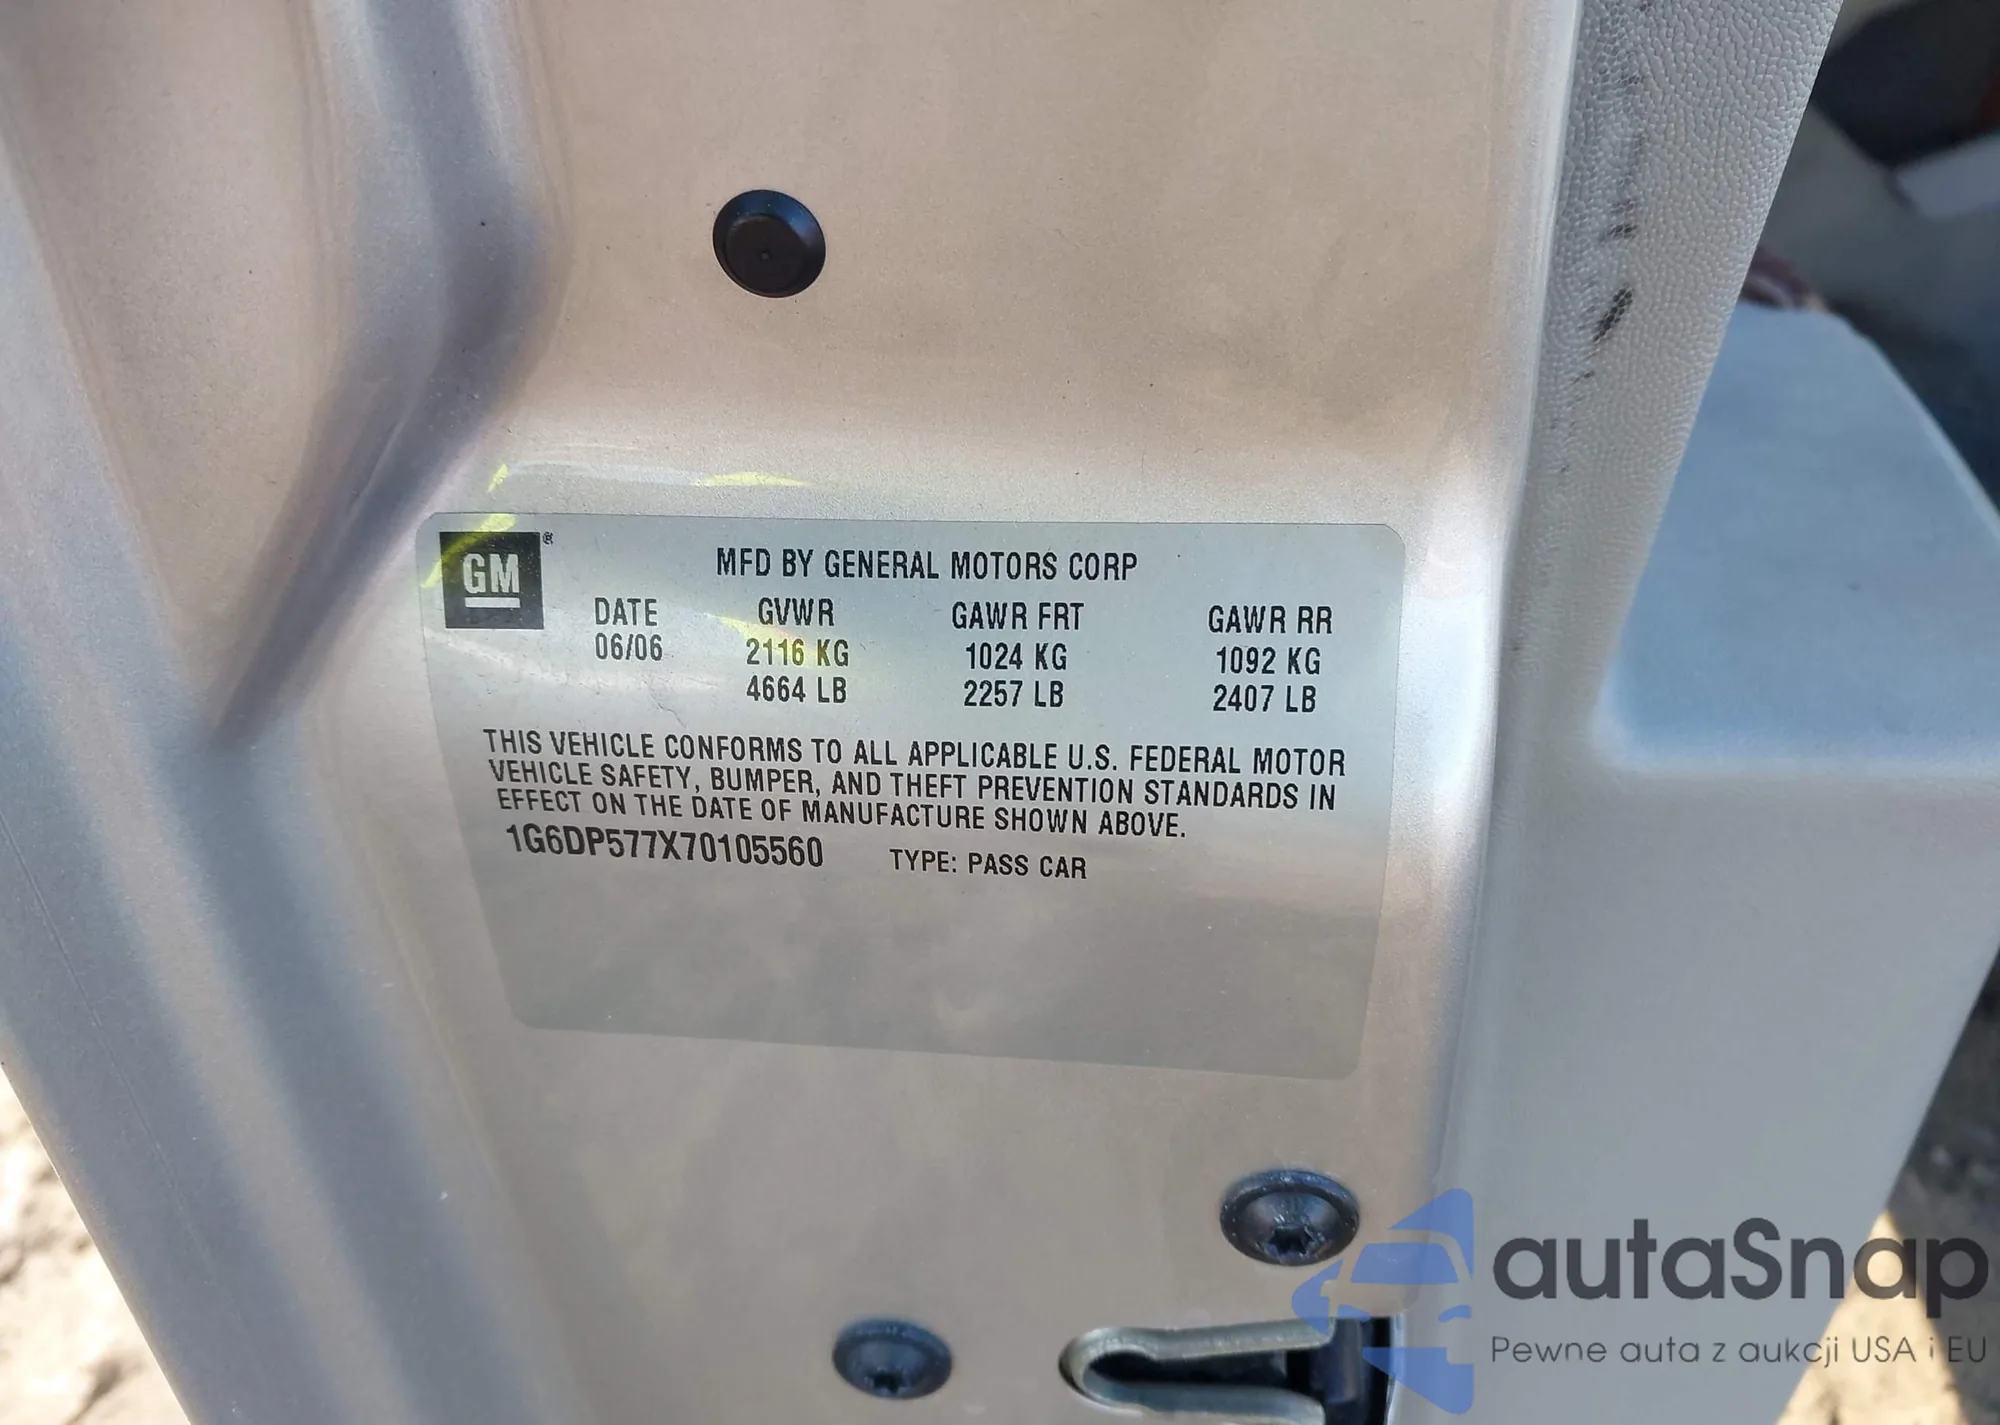 GM ®
MFD BY GENERAL MOTORS CORP
DATE GVWR GAWR FRT GAWR RR
06/06 2116 KG 1024 KG 1092 KG
4664 LB 2257 LB 2407 LB
THIS VEHICLE CONFORMS TO ALL APPLICABLE U.S. FEDERAL MOTOR
VEHICLE SAFETY, BUMPER, AND THEFT PREVENTION STANDARDS IN
EFFECT ON THE DATE OF MANUFACTURE SHOWN ABOVE.
1G6DP577X70105560 TYPE: PASS CAR
autaSnap
Pewne auta z aukcji USA i EU